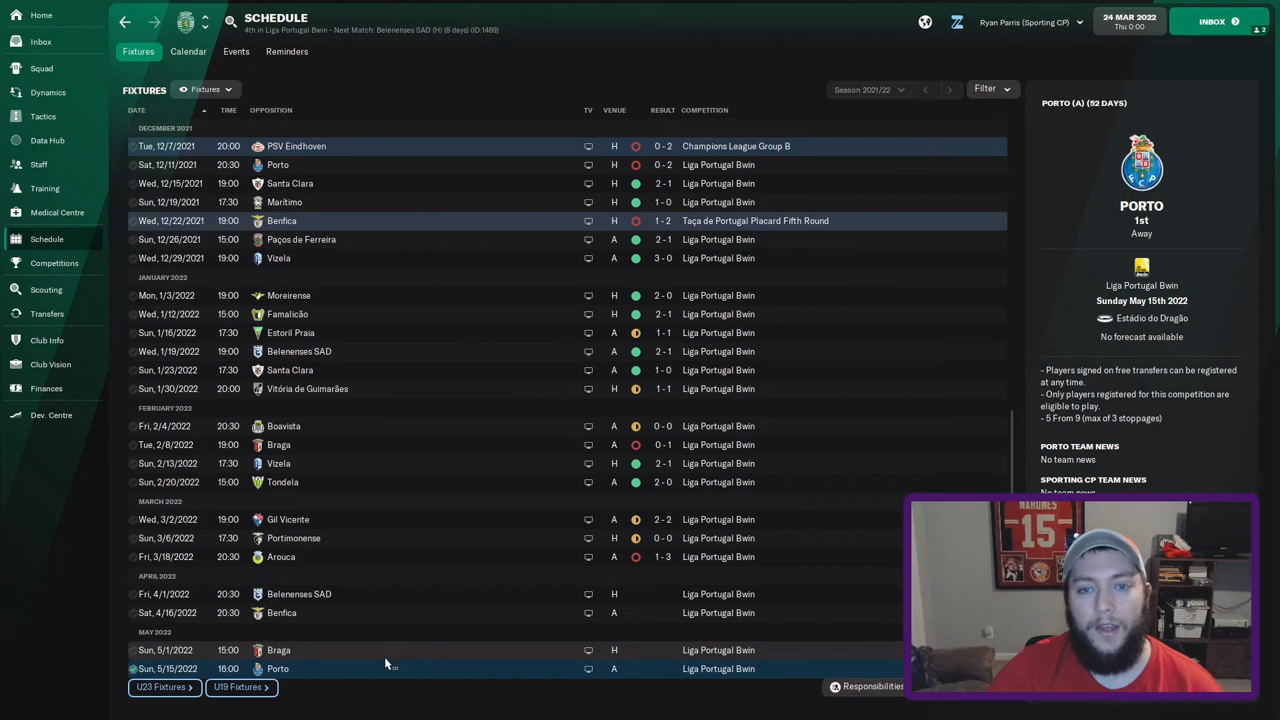 Home
SCHEDULE
4th in Liga Portugal Bwin - Next Match: Belenenses SAD (H) (8 days) (ID:1489)
Ryan Parris (Sporting CP)
24 MAR 2022
Thu 0:00
INBOX
2
Inbox
Squad
Dynamics
Tactics
Data Hub
Staff
Training
Medical Centre
Schedule
Competitions
Scouting
Transfers
Club Info
Club Vision
Finances
Dev. Centre
Fixtures Calendar Events Reminders
FIXTURES Fixtures Season 2021/22 Filter
DATE TIME OPPOSITION TV VENUE RESULT COMPETITION
DECEMBER 2021
Tue, 12/7/2021 20:00 PSV Eindhoven H 0 - 2 Champions League Group B
Sat, 12/11/2021 20:30 Porto H 0 - 2 Liga Portugal Bwin
Wed, 12/15/2021 19:00 Santa Clara H 2 - 1 Liga Portugal Bwin
Sun, 12/19/2021 17:30 Marítimo H 1 - 0 Liga Portugal Bwin
Wed, 12/22/2021 19:00 Benfica H 1 - 2 Taça de Portugal Placard Fifth Round
Sun, 12/26/2021 15:00 Paços de Ferreira A 2 - 1 Liga Portugal Bwin
Wed, 12/29/2021 19:00 Vizela A 3 - 0 Liga Portugal Bwin
JANUARY 2022
Mon, 1/3/2022 19:00 Moreirense H 2 - 0 Liga Portugal Bwin
Wed, 1/12/2022 15:00 Famalicão H 2 - 1 Liga Portugal Bwin
Sun, 1/16/2022 17:30 Estoril Praia A 1 - 1 Liga Portugal Bwin
Wed, 1/19/2022 19:00 Belenenses SAD A 2 - 1 Liga Portugal Bwin
Sun, 1/23/2022 17:30 Santa Clara A 1 - 0 Liga Portugal Bwin
Sun, 1/30/2022 20:00 Vitória de Guimarães H 1 - 1 Liga Portugal Bwin
FEBRUARY 2022
Fri, 2/4/2022 20:30 Boavista A 0 - 0 Liga Portugal Bwin
Tue, 2/8/2022 19:00 Braga A 0 - 1 Liga Portugal Bwin
Sun, 2/13/2022 17:30 Vizela H 2 - 1 Liga Portugal Bwin
Sun, 2/20/2022 15:00 Tondela A 2 - 0 Liga Portugal Bwin
MARCH 2022
Wed, 3/2/2022 19:00 Gil Vicente A 2 - 2 Liga Portugal Bwin
Sun, 3/6/2022 17:30 Portimonense H 0 - 0 Liga Portugal Bwin
Fri, 3/18/2022 20:30 Arouca A 1 - 3 Liga Portugal Bwin
APRIL 2022
Fri, 4/1/2022 20:30 Belenenses SAD H Liga Portugal Bwin
Sat, 4/16/2022 20:30 Benfica A Liga Portugal Bwin
MAY 2022
Sun, 5/1/2022 15:00 Braga H Liga Portugal Bwin
Sun, 5/15/2022 16:00 Porto A Liga Portugal Bwin
U23 Fixtures U19 Fixtures Responsibilities
PORTO (A) (52 DAYS)
PORTO
1st
Away
Liga Portugal Bwin
Sunday May 15th 2022
Estádio do Dragão
No forecast available
- Players signed on free transfers can be registered
at any time.
- Only players registered for this competition are
eligible to play.
- 5 From 9 (max of 3 stoppages)
PORTO TEAM NEWS
No team news
SPORTING CP TEAM NEWS
No team news
MAHOMES
15